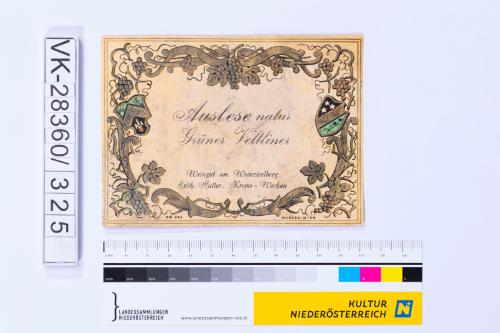 VK-28360/325
Auslese natur
Grüner Veltliner
Weingut am Weinzierlberg
Erich Hutter, Krems-Wachau
LANDESSAMMLUNGEN
NIEDERÖSTERREICH
www.landessammlungen-noe.at
KULTUR
NIEDERÖSTERREICH
N